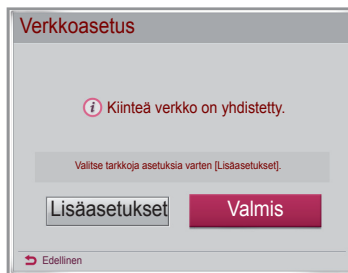 Verkkoasetus
Kiinteä verkko on yhdistetty.
Valitse tarkkoja asetuksia varten [Lisäasetukset].
Lisäasetukset
Valmis
Edellinen